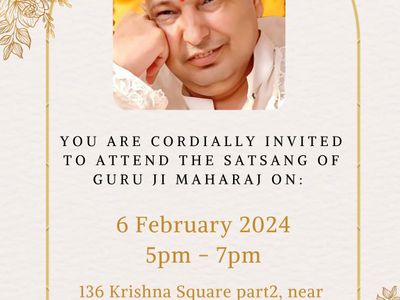 YOU ARE CORDIALLY INVITED
TO ATTEND THE SATSANG OF
GURU JI MAHARAJ ON:
6 February 2024
5pm – 7pm
136 Krishna Square part2, near